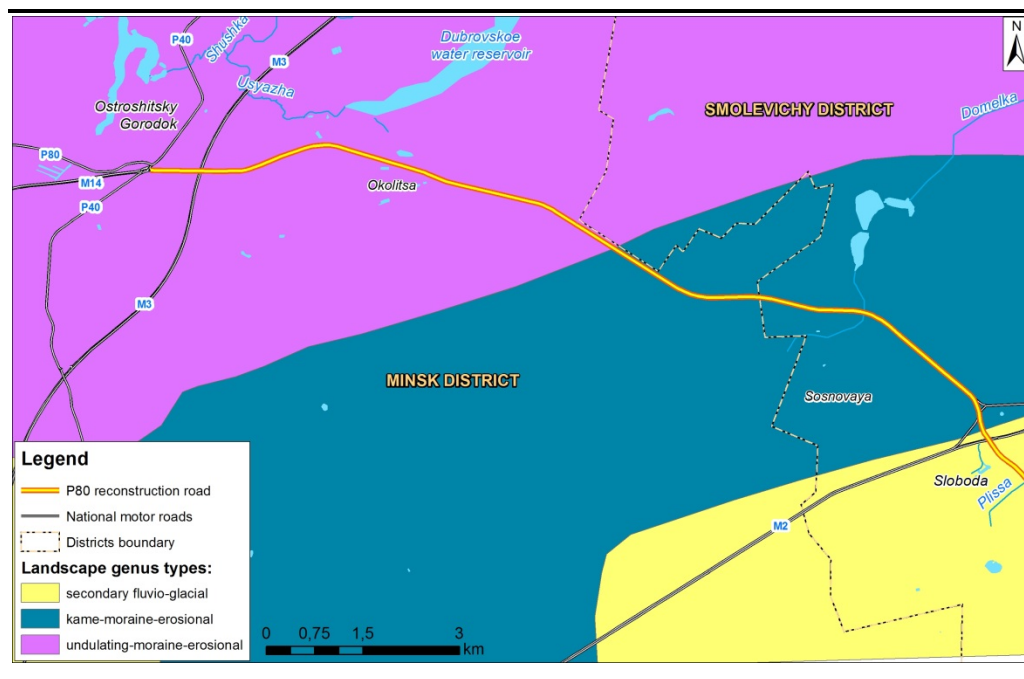 P40
Shushka
M3
Dubrovskoe
water reservoir
N
Usyazha
Ostroshitsky
Gorodok
SMOLEVICHY DISTRICT
Domelka
P80
M14
Okolitsa
P40
M3
MINSK DISTRICT
Sosnovaya
Sloboda
Plissa
M2
Legend
P80 reconstruction road
National motor roads
Districts boundary
Landscape genus types:
secondary fluvio-glacial
kame-moraine-erosional
undulating-moraine-erosional
0 0,75 1,5 3
km